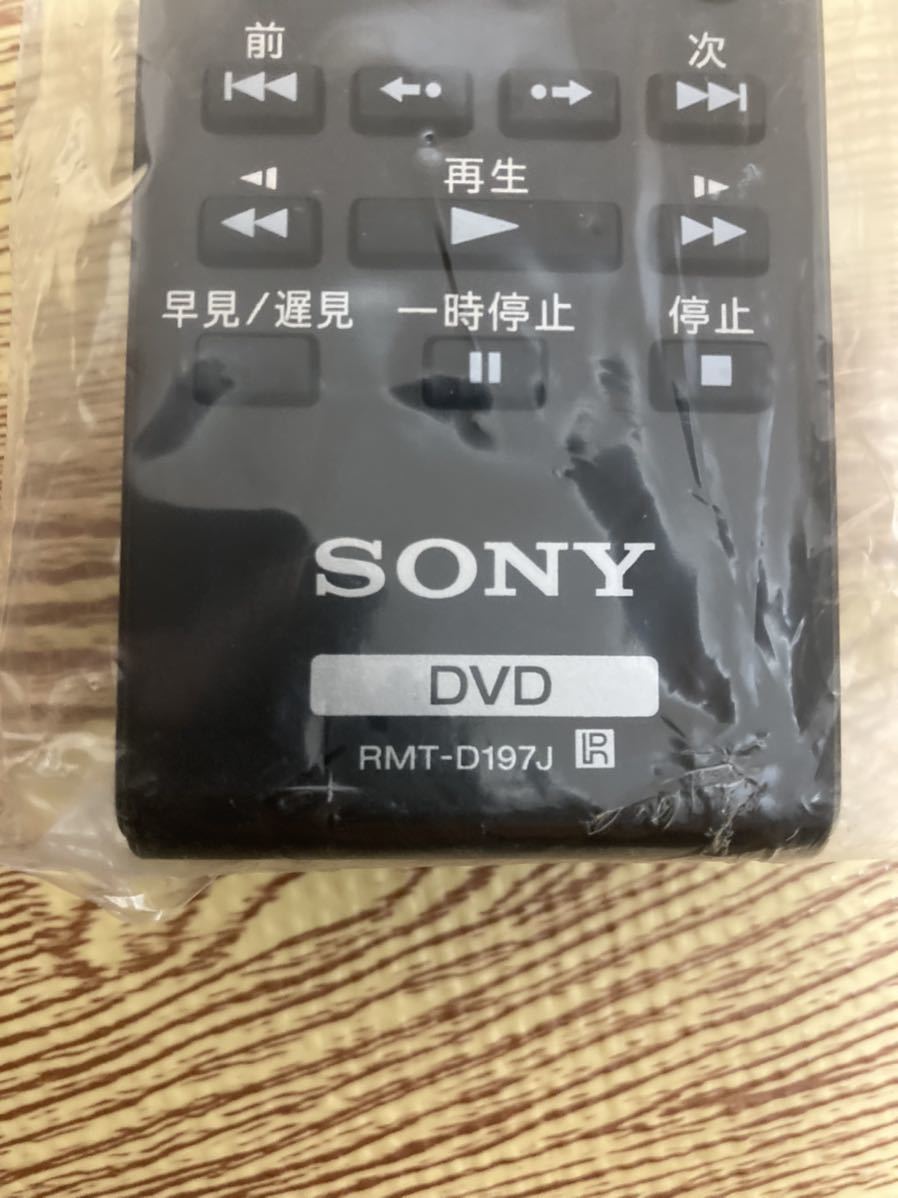 前 次
再生
早見/遅見 一時停止 停止
SONY
DVD
RMT-D197J R